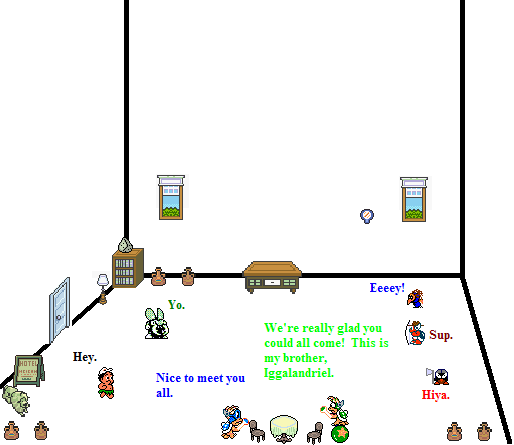 Eeeey!
Yo.
Sup.
We're really glad you
could all come!  This is
my brother,
Iggalandriel.
Hey.
Nice to meet you
all.
Hiya.
HOTEL